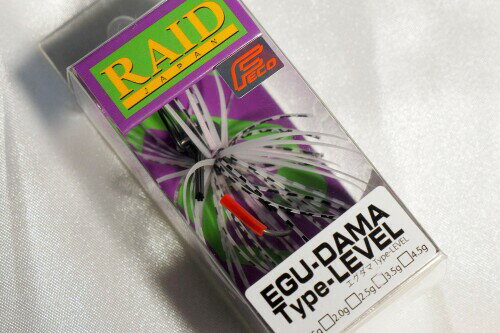 RAID
JAPAN
FECO
EGU-DAMA
Type-LEVEL
エグダマ Type-LEVEL
2.0g 2.5g 3.5g 4.5g